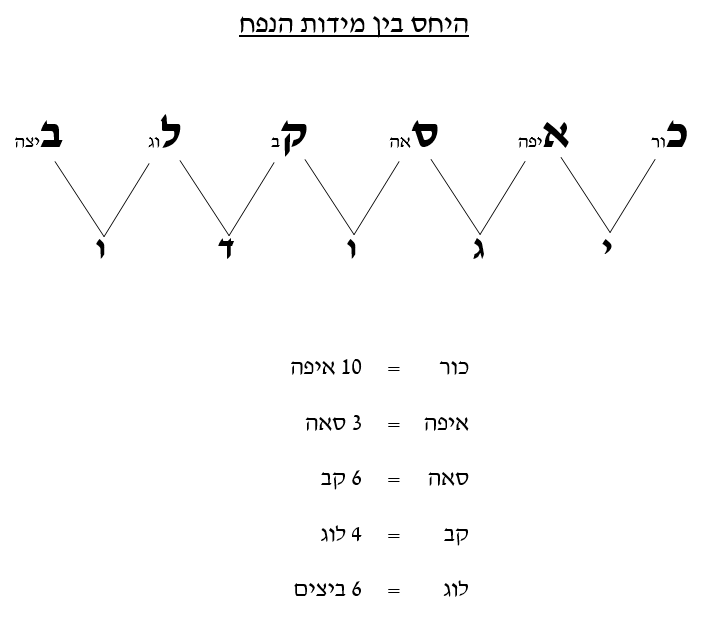 היחס בין מידות הנפח
כור איפה סאה קב לוג ביצה
י ג ו ד ו
כור = 10 איפה
איפה = 3 סאה
סאה = 6 קב
קב = 4 לוג
לוג = 6 ביצים